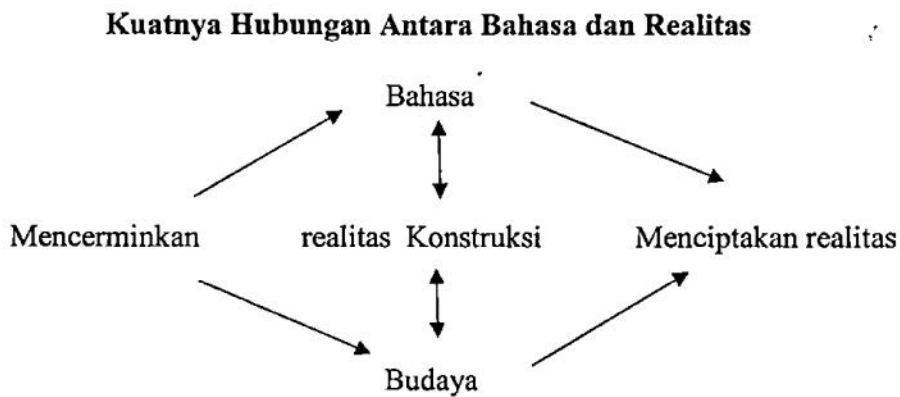 Kuatnya Hubungan Antara Bahasa dan Realitas
Bahasa
Mencerminkan realitas Konstruksi Menciptakan realitas
Budaya